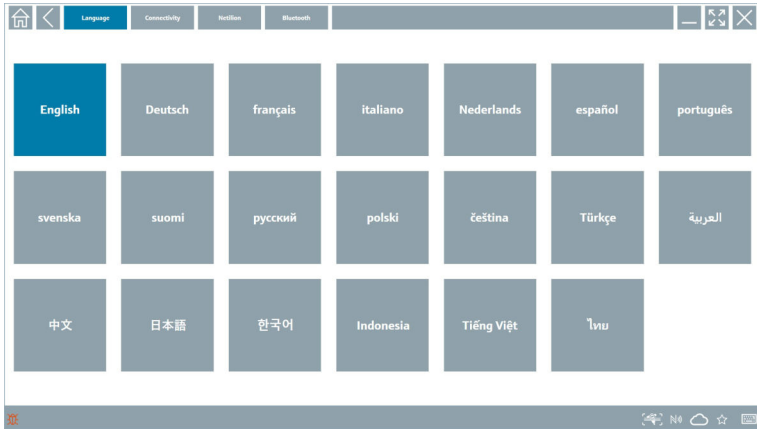 Language
Connectivity
Netilion
Bluetooth
English
Deutsch
français
italiano
Nederlands
español
português
svenska
suomi
русский
polski
čeština
Türkçe
العربية
中文
日本語
한국어
Indonesia
Tiếng Việt
ไทย